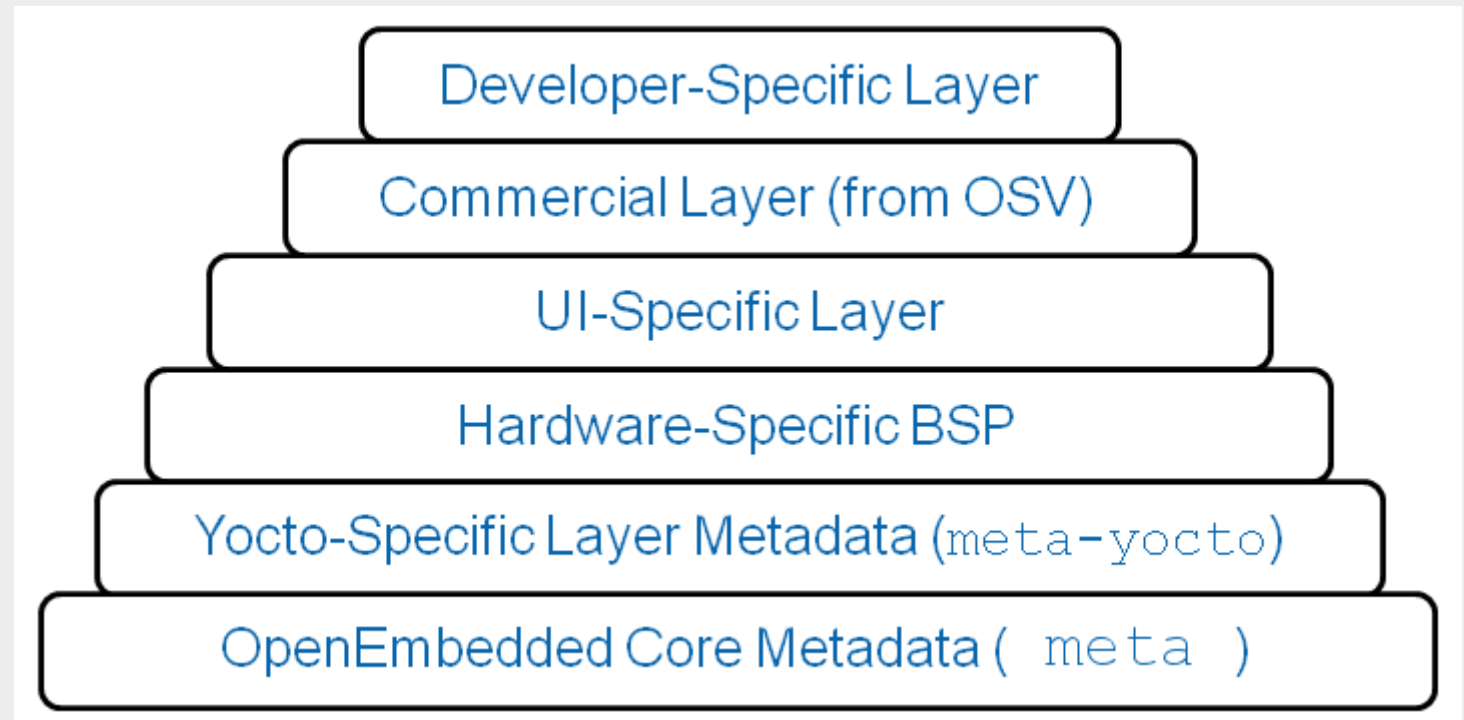 Developer-Specific Layer
Commercial Layer (from OSV)
UI-Specific Layer
Hardware-Specific BSP
Yocto-Specific Layer Metadata (meta-yocto)
OpenEmbedded Core Metadata ( meta )